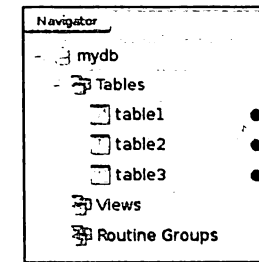 Navigator
mydb
Tables
table1
table2
table3
Views
Routine Groups